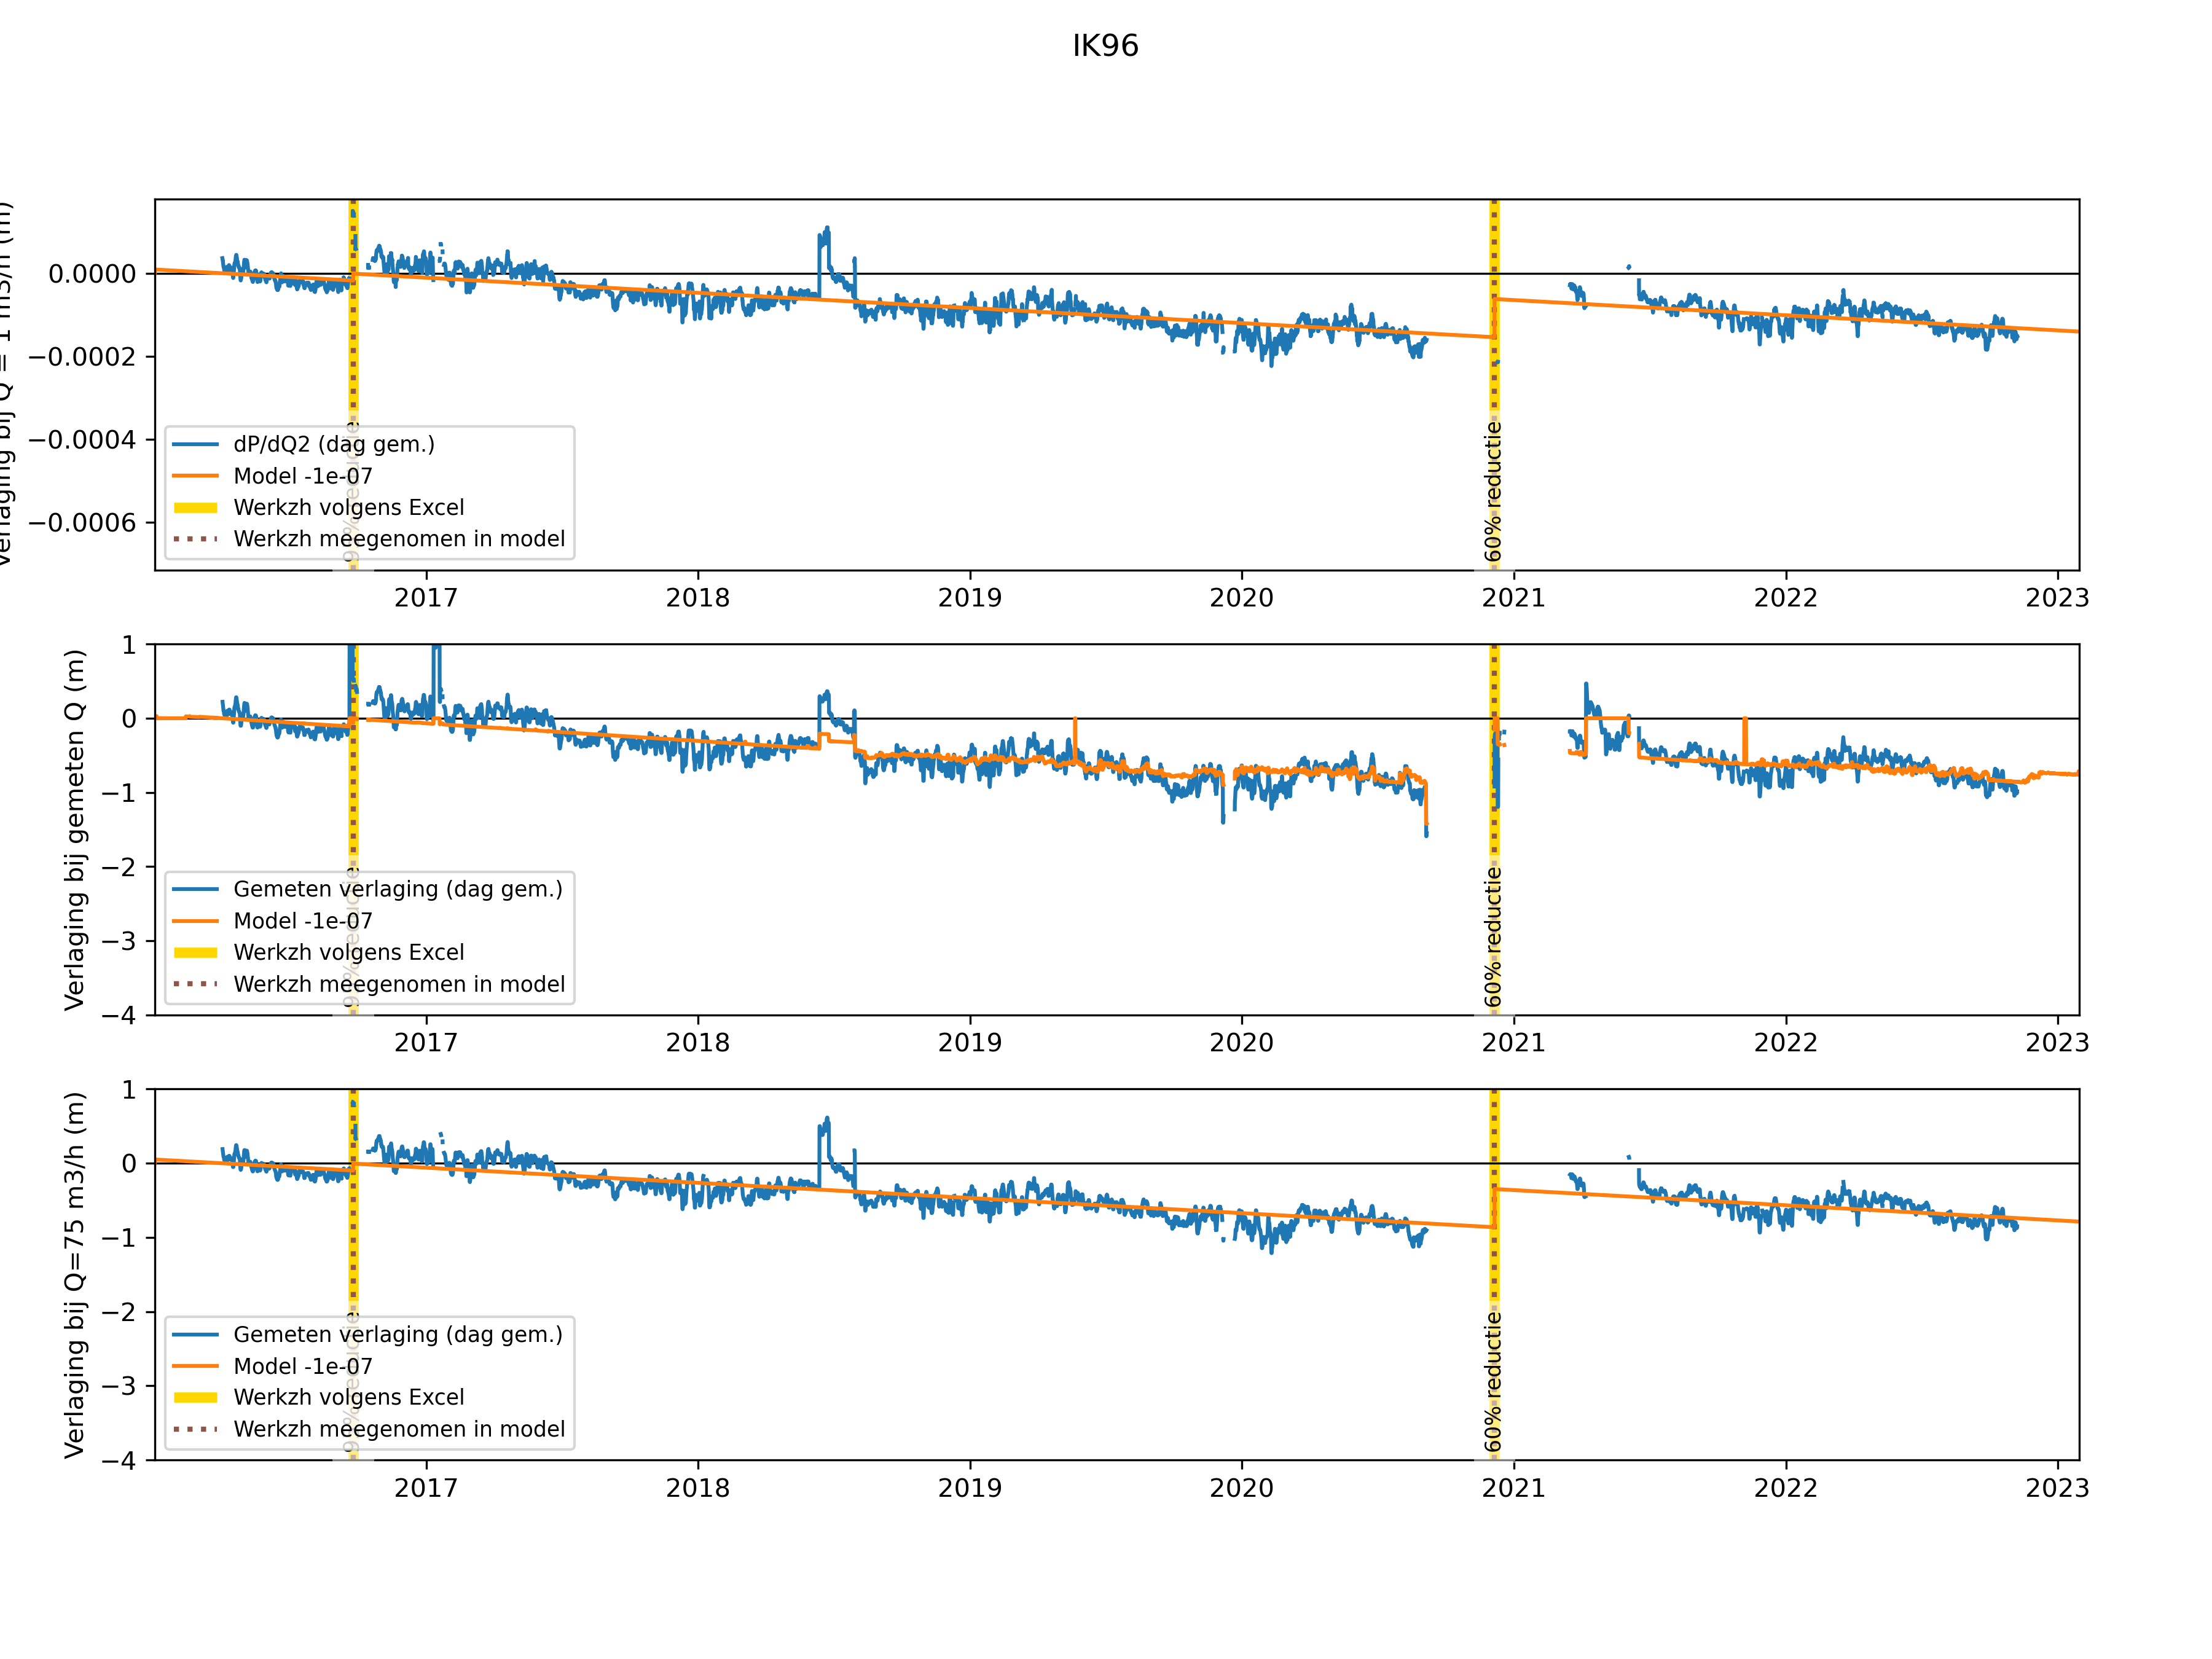 IK96
Verlaging bij Q = 1 m3/h (m)
0.0000
−0.0002
−0.0004
−0.0006
dP/dQ2 (dag gem.)
Model -1e-07
Werkzh volgens Excel
Werkzh meegenomen in model
60% reductie
2017
2018
2019
2020
2021
2022
2023
Verlaging bij gemeten Q (m)
1
0
−1
−2
−3
−4
Gemeten verlaging (dag gem.)
Model -1e-07
Werkzh volgens Excel
Werkzh meegenomen in model
60% reductie
2017
2018
2019
2020
2021
2022
2023
Verlaging bij Q=75 m3/h (m)
1
0
−1
−2
−3
−4
Gemeten verlaging (dag gem.)
Model -1e-07
Werkzh volgens Excel
Werkzh meegenomen in model
60% reductie
2017
2018
2019
2020
2021
2022
2023